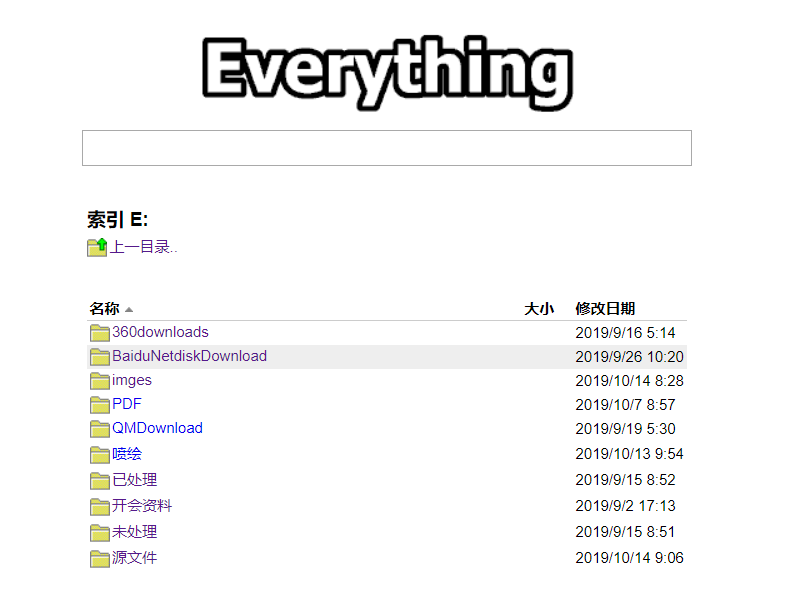 Everything
索引 E:
上一目录..
名称 大小 修改日期
360downloads 2019/9/16 5:14
BaiduNetdiskDownload 2019/9/26 10:20
imges 2019/10/14 8:28
PDF 2019/10/7 8:57
QMDownload 2019/9/19 5:30
喷绘 2019/10/13 9:54
已处理 2019/9/15 8:52
开会资料 2019/9/2 17:13
未处理 2019/9/15 8:51
源文件 2019/10/14 9:06